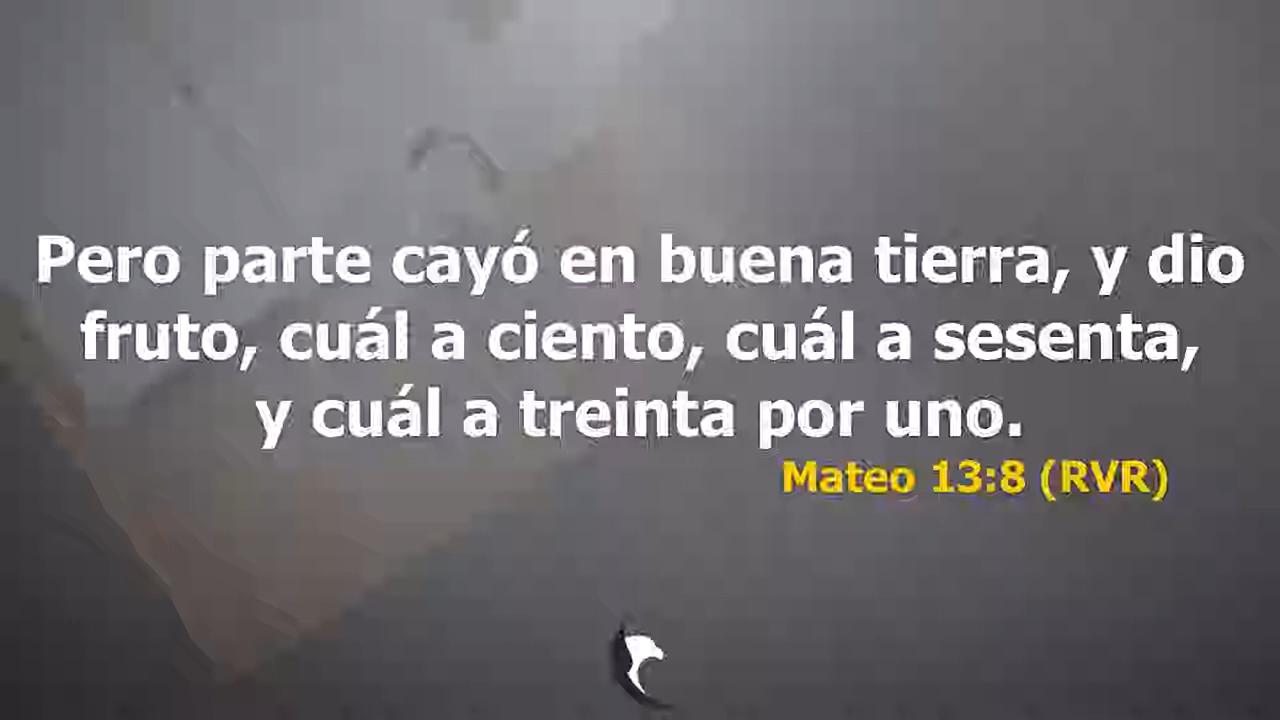 Pero parte cayó en buena tierra, y dio
fruto, cuál a ciento, cuál a sesenta,
y cuál a treinta por uno.
Mateo 13:8 (RVR)